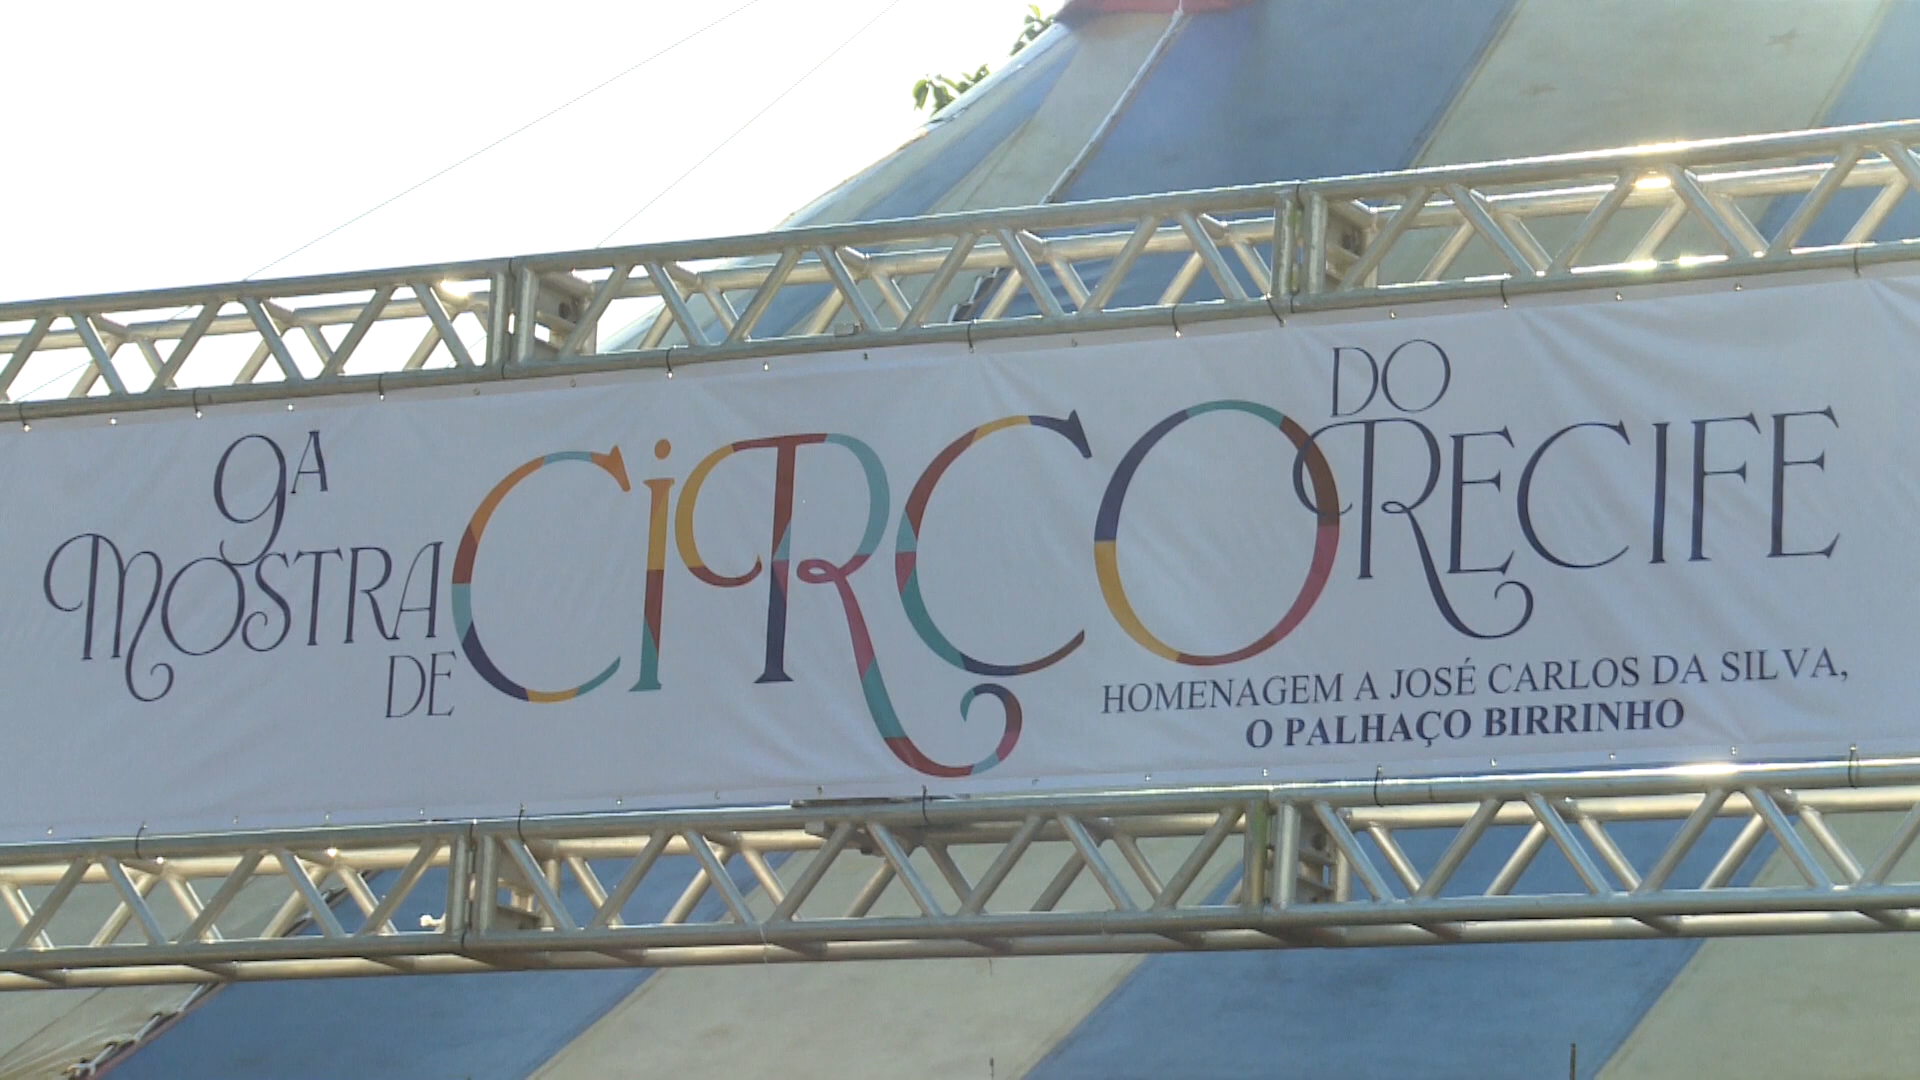 9A
MOSTRA
DE
CiRCO
DO
RECIFE
HOMENAGEM A JOSÉ CARLOS DA SILVA,
O PALHAÇO BIRRINHO